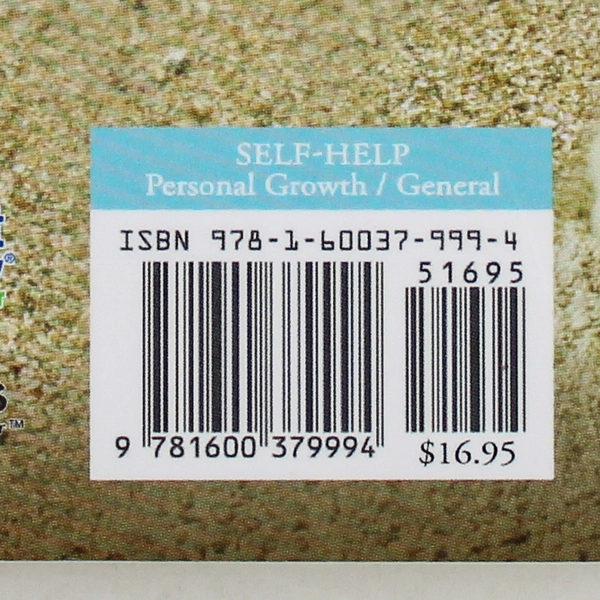 SELF-HELP
Personal Growth / General
ISBN 978-1-60037-999-4
51695
9 781600 379994
$16.95